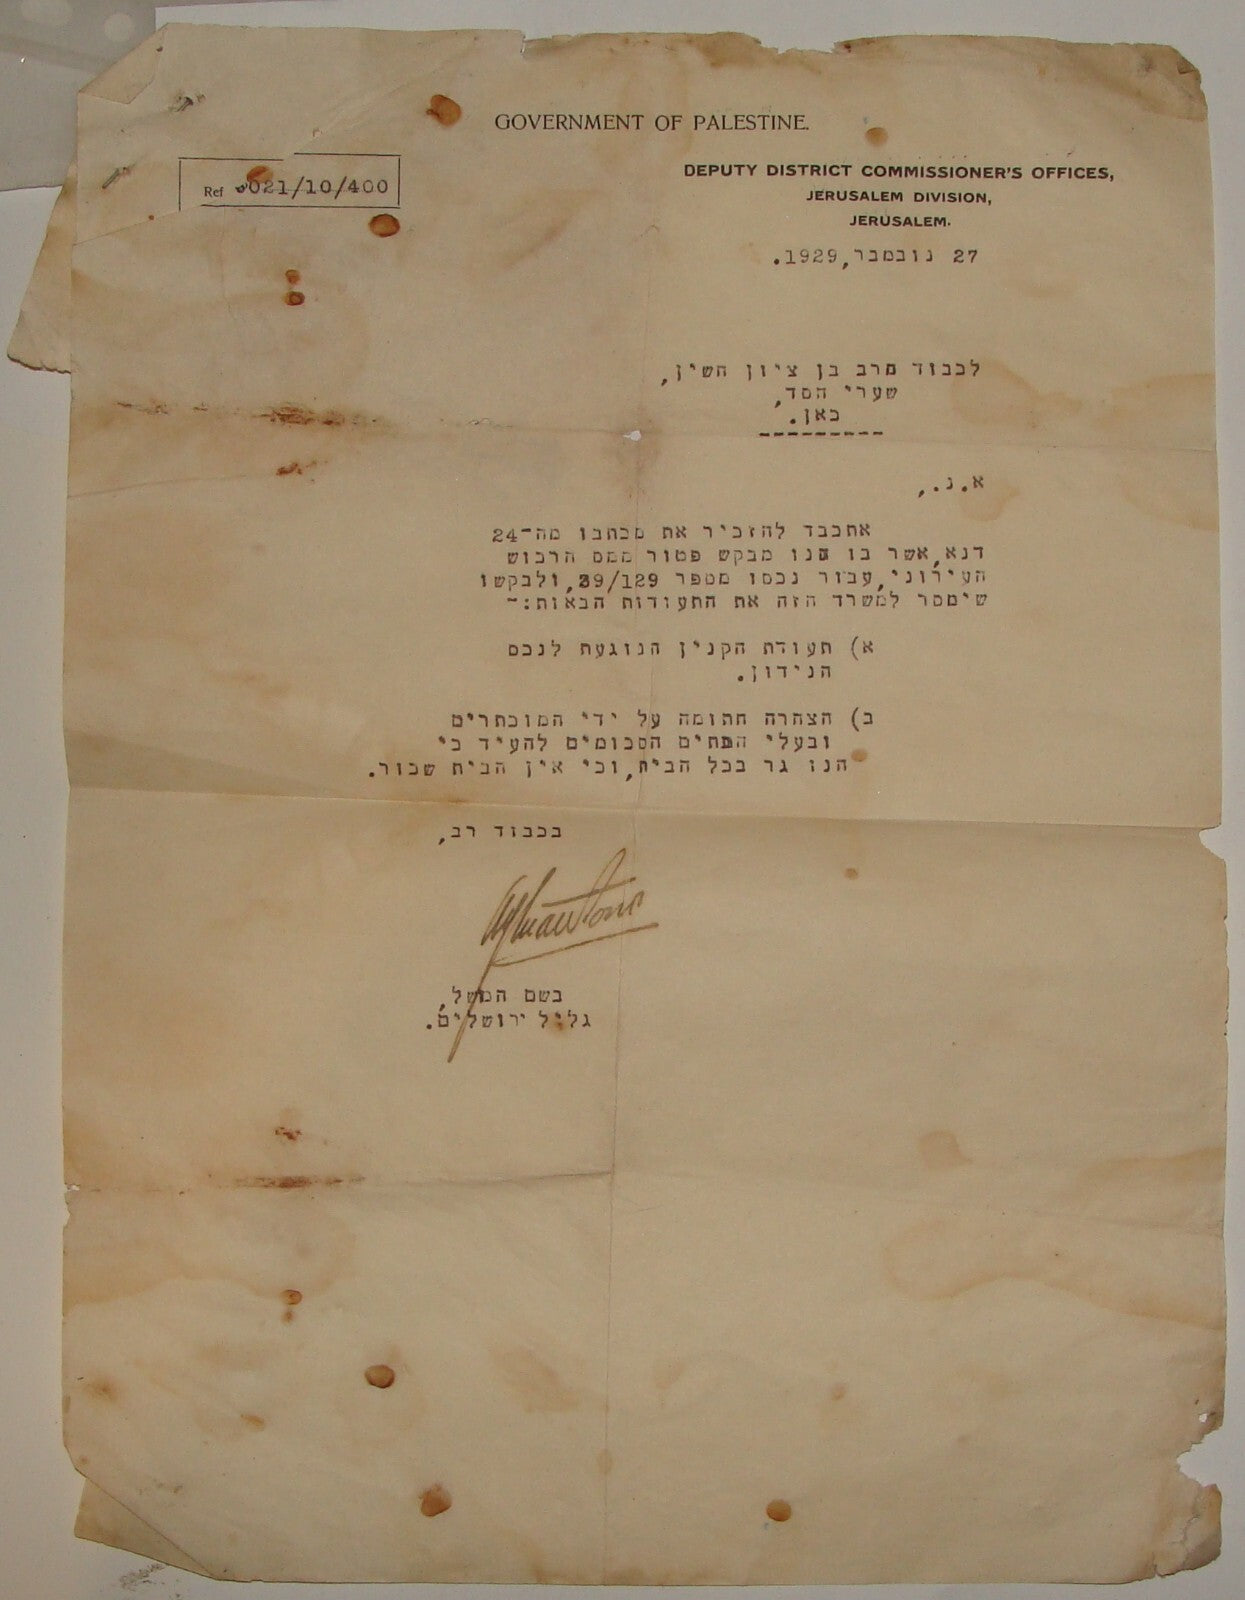 GOVERNMENT OF PALESTINE.
Ref 021/10/400
DEPUTY DISTRICT COMMISSIONER'S OFFICES,
JERUSALEM DIVISION,
JERUSALEM.
27 נובמבר,1929.
לכבוד מרב בן ציון חשין,
שערי חסד,
כאן.
א.נ.,
אתכבד להזכיר את מכתבו מה-24
דנא,אשר בו הנו מבקש פטור ממס הרכוש
העירוני,עבור נכסו מספר 39/129,ולבקשו
שימסר למשרד הזה את התעודות הבאות:-
א) תעודת הקנין הנוגעת לנכס
הנידון.
ב) הצהרה חתומה על ידי המוכתרים
ובעלי הבתים הסכומים להעיד כי
הנו גר בכל הבית,וכי אין הבית שכור.
בכבוד רב,
בשם המשל,
גליל ירושלים.